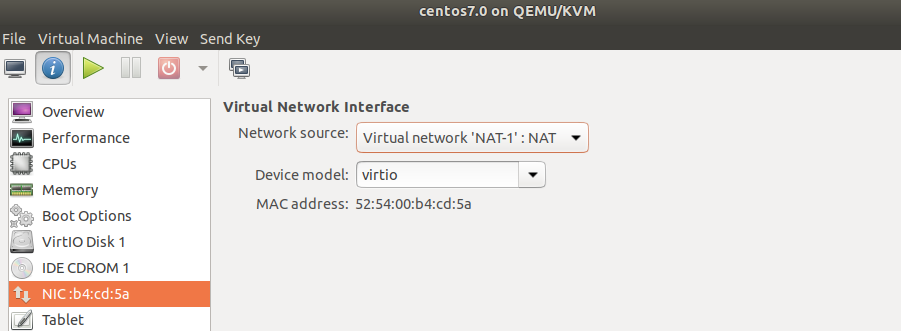 centos7.0 on QEMU/KVM
File Virtual Machine View Send Key
Overview
Performance
CPUs
Memory
Boot Options
VirtIO Disk 1
IDE CDROM 1
NIC :b4:cd:5a
Tablet
Virtual Network Interface
Network source: Virtual network 'NAT-1' : NAT
Device model: virtio
MAC address: 52:54:00:b4:cd:5a